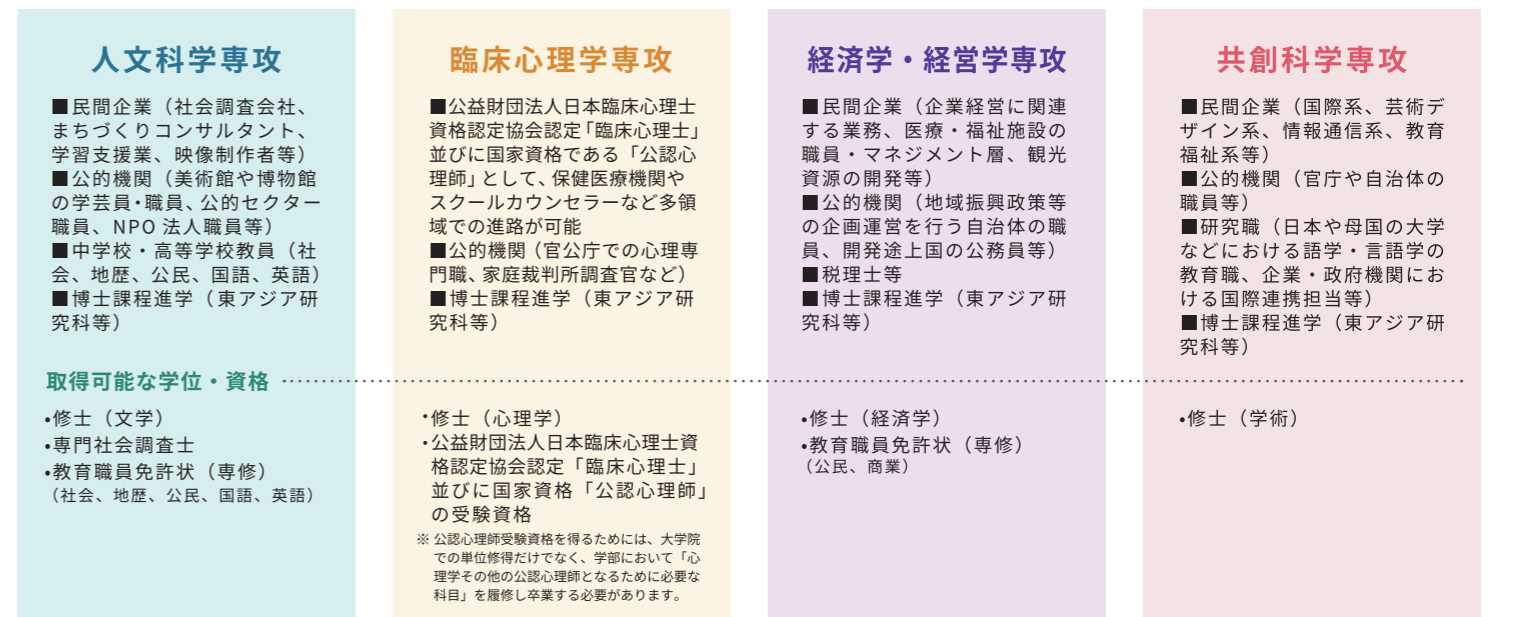 人文科学専攻
■民間企業（社会調査会社、
まちづくりコンサルタント、
学習支援業、映像制作者等）
■公的機関（美術館や博物館
の学芸員・職員、公的セクター
職員、NPO 法人職員等）
■中学校・高等学校教員（社
会、地歴、公民、国語、英語）
■博士課程進学（東アジア研
究科等）
臨床心理学専攻
■公益財団法人日本臨床心理士
資格認定協会認定「臨床心理士」
並びに国家資格である「公認心
理師」として、保健医療機関や
スクールカウンセラーなど多領
域での進路が可能
■公的機関（官公庁での心理専
門職、家庭裁判所調査官など）
■博士課程進学（東アジア研
究科等）
経済学・経営学専攻
■民間企業（企業経営に関連
する業務、医療・福祉施設の
職員・マネジメント層、観光
資源の開発等）
■公的機関（地域振興政策等
の企画運営を行う自治体の職
員、開発途上国の公務員等）
■税理士等
■博士課程進学（東アジア研
究科等）
共創科学専攻
■民間企業（国際系、芸術デ
ザイン系、情報通信系、教育
福祉系等）
■公的機関（官庁や自治体の
職員等）
■研究職（日本や母国の大学
などにおける語学・言語学の
教育職、企業・政府機関にお
ける国際連携担当等）
■博士課程進学（東アジア研
究科等）
取得可能な学位・資格
•修士（文学）
•専門社会調査士
•教育職員免許状（専修）
（社会、地歴、公民、国語、英語）
・修士（心理学）
・公益財団法人日本臨床心理士資
格認定協会認定「臨床心理士」
並びに国家資格「公認心理師」
の受験資格
※ 公認心理師受験資格を得るためには、大学院
での単位修得だけでなく、学部において「心
理学その他の公認心理師となるために必要な
科目」を履修し卒業する必要があります。
•修士（経済学）
•教育職員免許状（専修）
（公民、商業）
•修士（学術）